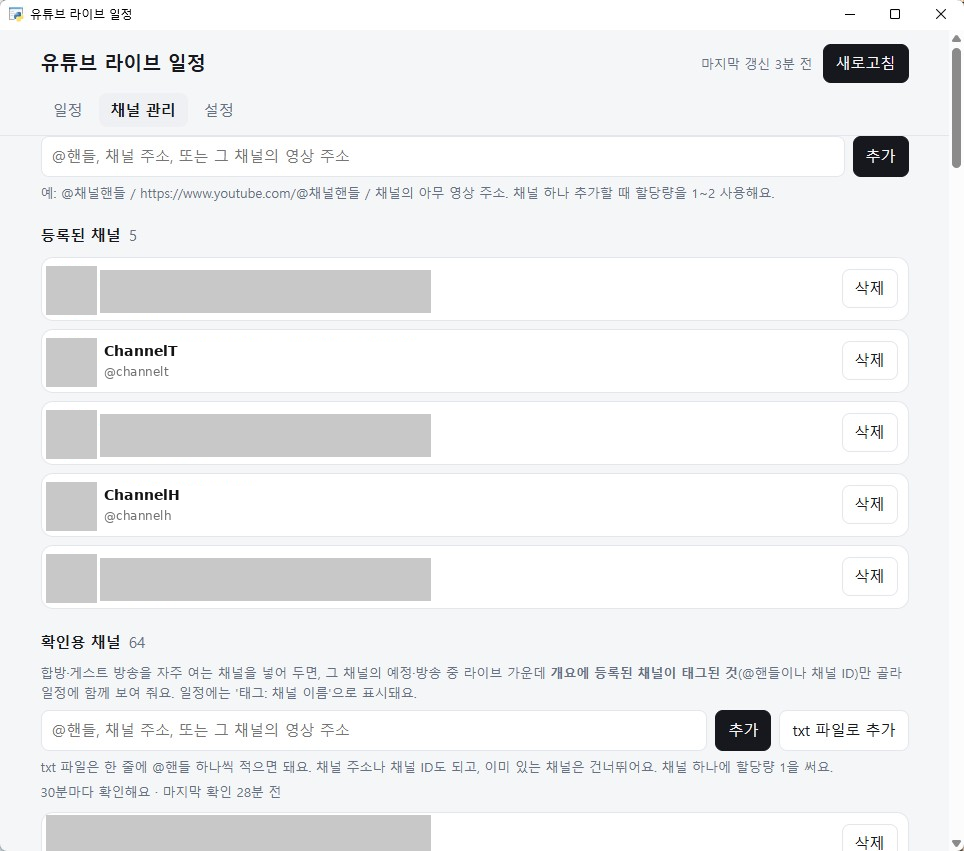 유튜브 라이브 일정
유튜브 라이브 일정
마지막 갱신 3분 전
새로고침
일정
채널 관리
설정
@핸들, 채널 주소, 또는 그 채널의 영상 주소
추가
예: @채널핸들 / https://www.youtube.com/@채널핸들 / 채널의 아무 영상 주소. 채널 하나 추가할 때 할당량을 1~2 사용해요.
등록된 채널 5
삭제
ChannelT
@channelt
삭제
삭제
ChannelH
@channelh
삭제
삭제
확인용 채널 64
합방·게스트 방송을 자주 여는 채널을 넣어 두면, 그 채널의 예정·방송 중 라이브 가운데 개요에 등록된 채널이 태그된 것(@핸들이나 채널 ID)만 골라
일정에 함께 보여 줘요. 일정에는 '태그: 채널 이름'으로 표시돼요.
@핸들, 채널 주소, 또는 그 채널의 영상 주소
추가
txt 파일로 추가
txt 파일은 한 줄에 @핸들 하나씩 적으면 돼요. 채널 주소나 채널 ID도 되고, 이미 있는 채널은 건너뛰어요. 채널 하나에 할당량 1을 써요.
30분마다 확인해요 · 마지막 확인 28분 전
삭제